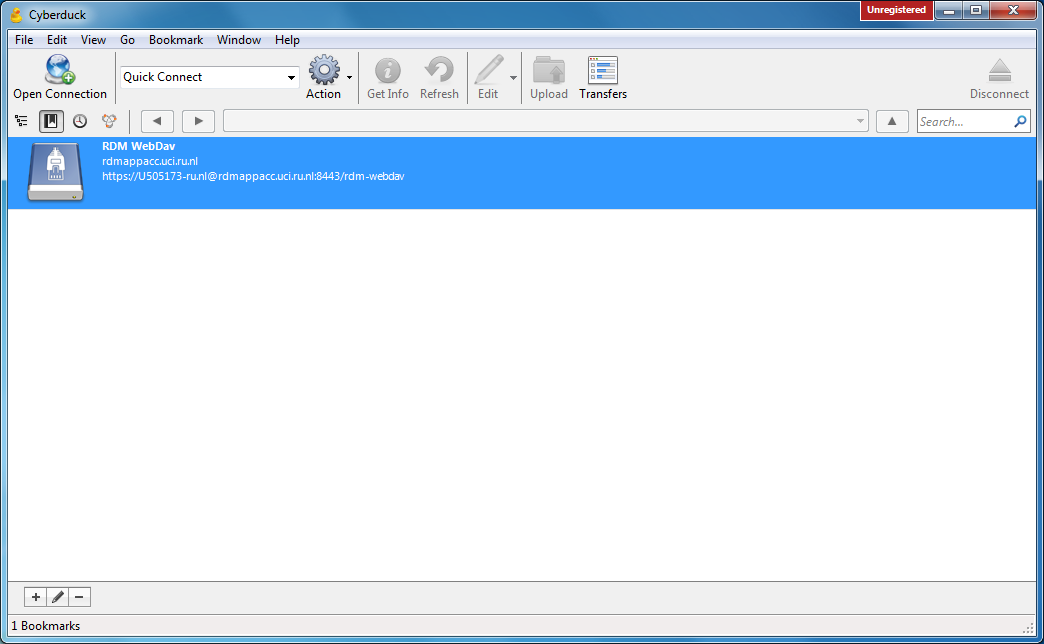 Cyberduck
Unregistered
File Edit View Go Bookmark Window Help
Open Connection
Quick Connect
Action
Get Info
Refresh
Edit
Upload
Transfers
Disconnect
Search...
RDM WebDav
rdmappacc.uci.ru.nl
https://U505173-ru.nl@rdmappacc.uci.ru.nl:8443/rdm-webdav
1 Bookmarks